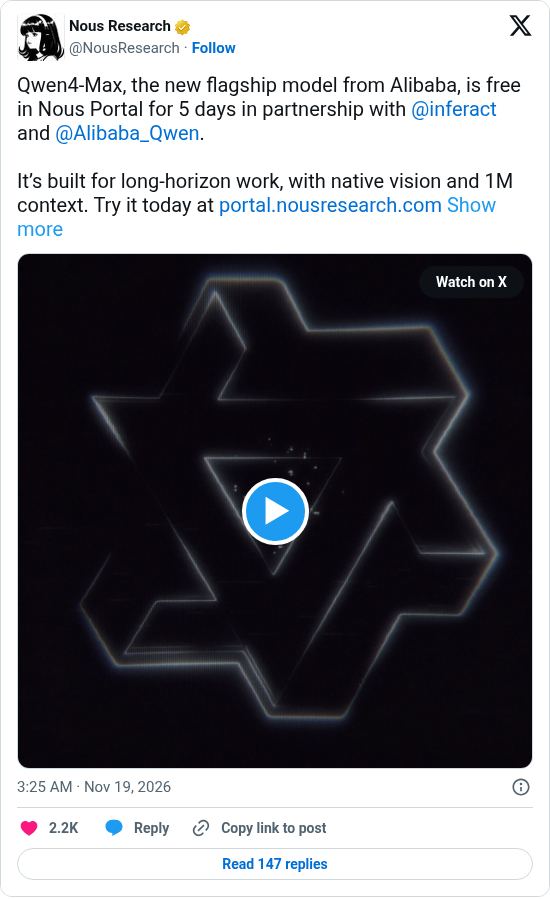 Nous Research
@NousResearch · Follow
Qwen4-Max, the new flagship model from Alibaba, is free
in Nous Portal for 5 days in partnership with @inferact
and @Alibaba_Qwen.
It’s built for long-horizon work, with native vision and 1M
context. Try it today at portal.nousresearch.com Show
more
Watch on X
3:25 AM · Nov 19, 2026
2.2K Reply Copy link to post
Read 147 replies